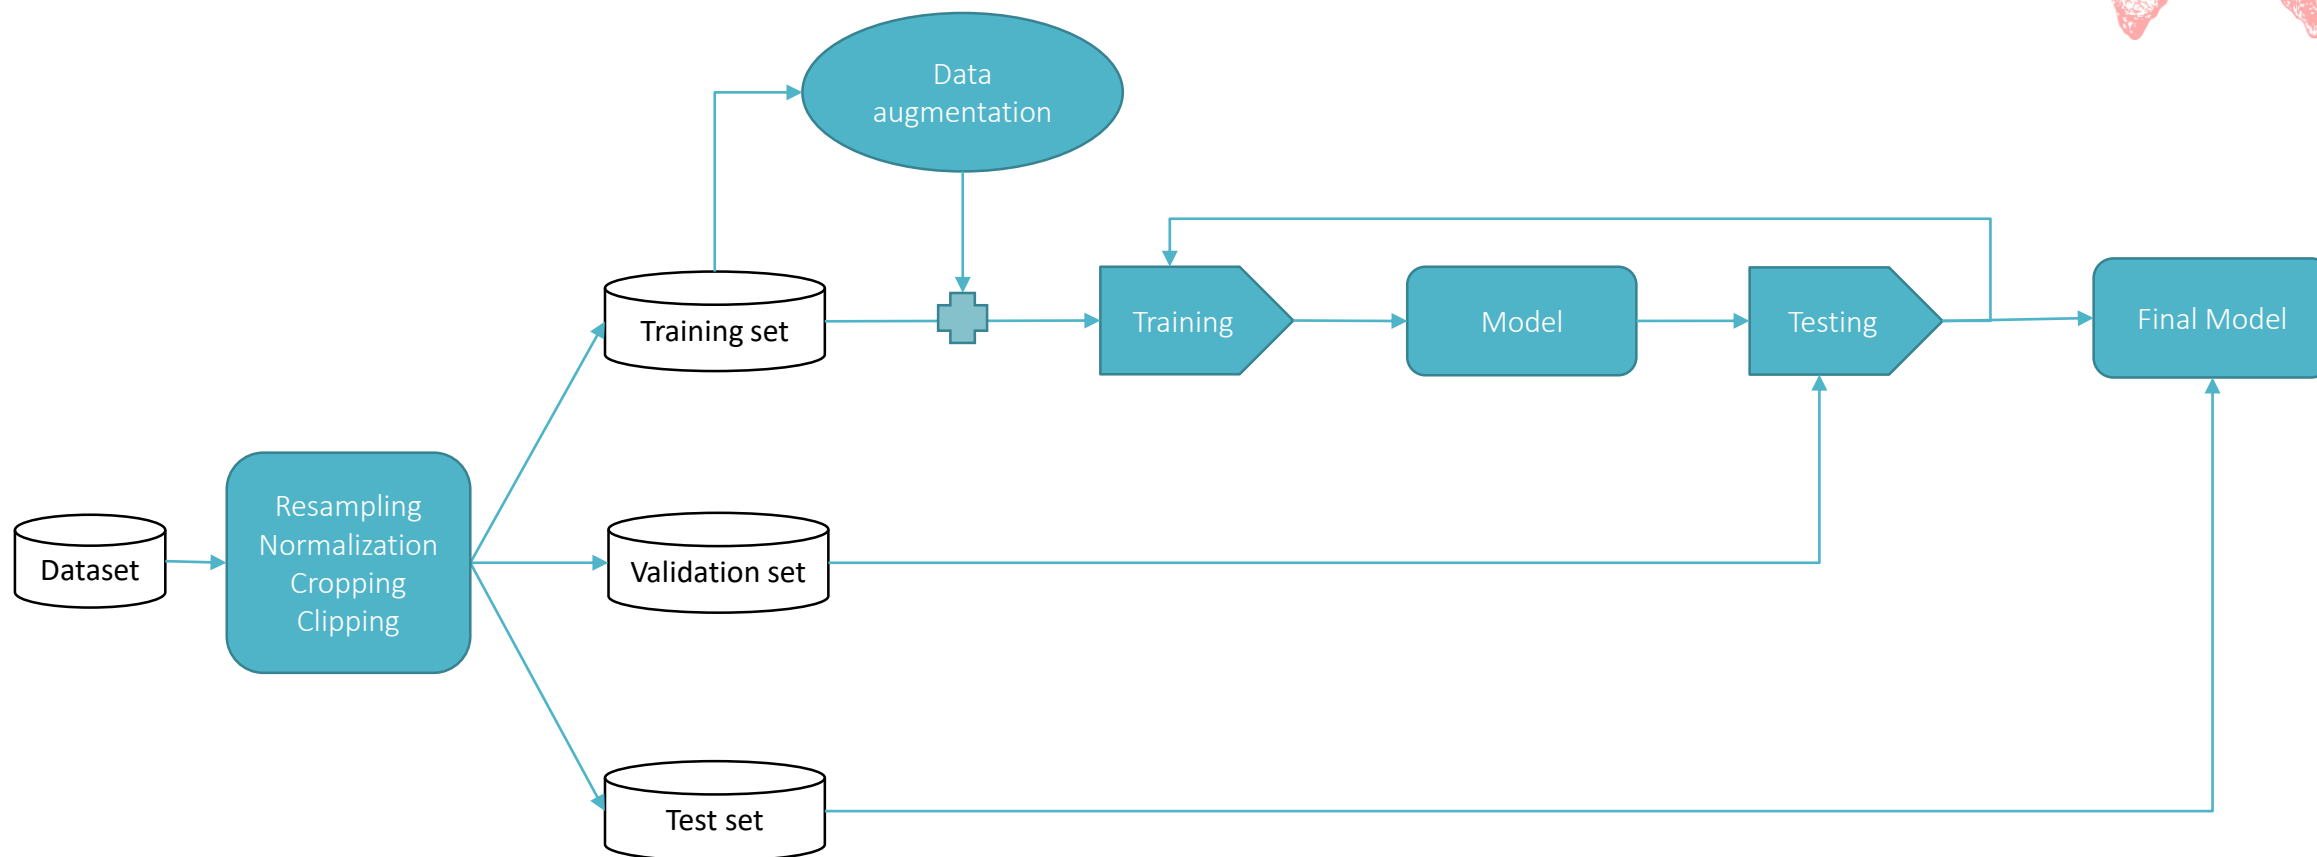 Data
augmentation
Training set
Training
Model
Testing
Final Model
Resampling
Normalization
Cropping
Clipping
Dataset
Validation set
Test set